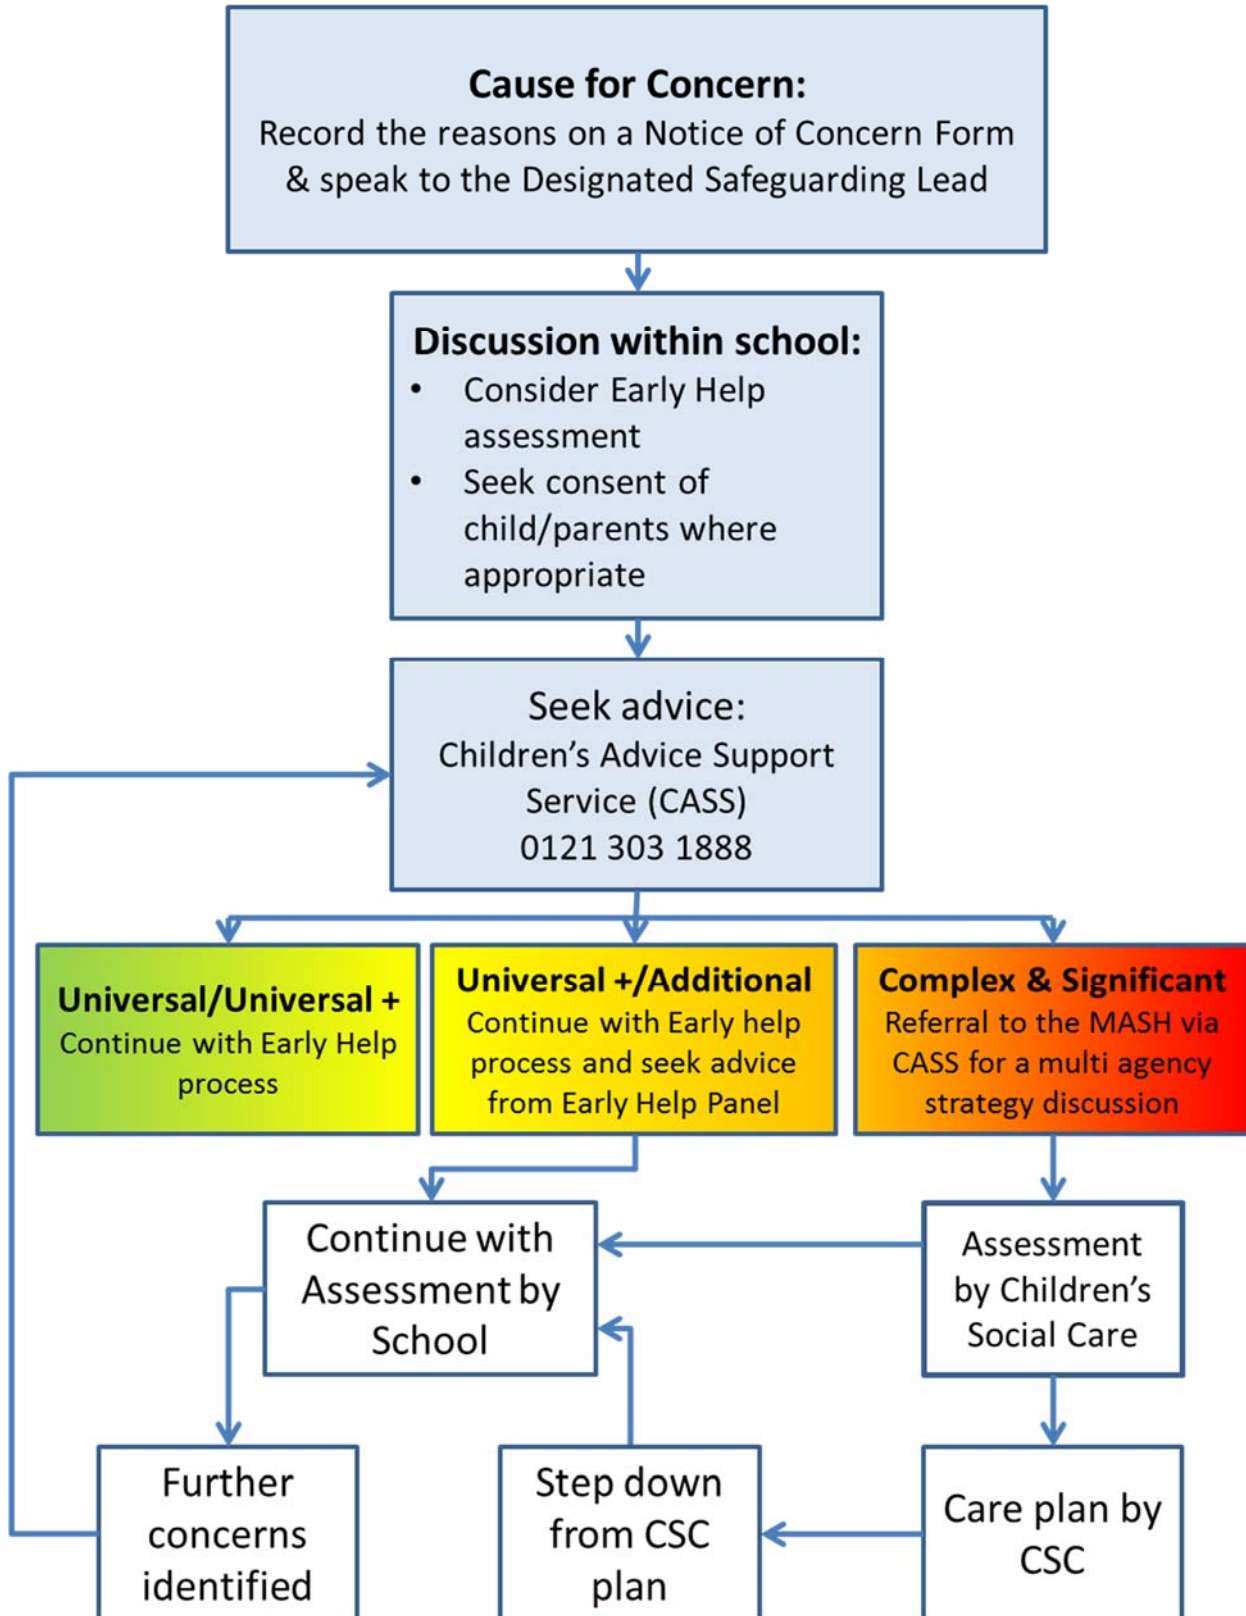 Cause for Concern:
Record the reasons on a Notice of Concern Form
& speak to the Designated Safeguarding Lead
Discussion within school:
• Consider Early Help
assessment
• Seek consent of
child/parents where
appropriate
Seek advice:
Children’s Advice Support
Service (CASS)
0121 303 1888
Universal/Universal +
Continue with Early Help
process
Universal +/Additional
Continue with Early help
process and seek advice
from Early Help Panel
Complex & Significant
Referral to the MASH via
CASS for a multi agency
strategy discussion
Continue with
Assessment by
School
Assessment
by Children’s
Social Care
Further
concerns
identified
Step down
from CSC
plan
Care plan by
CSC